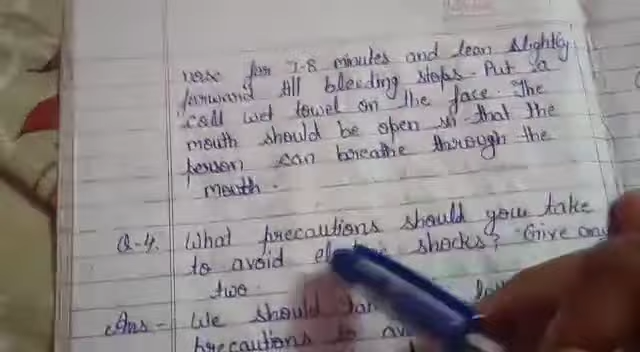 nose for 7-8 minutes and lean slightly
forward till bleeding stops. Put a
cold wet towel on the face. The
mouth should be open so that the
person can breathe through the
mouth.
Q-4. What precautions should you take
to avoid shocks? Give any
two.
Ans - We should
precautions to